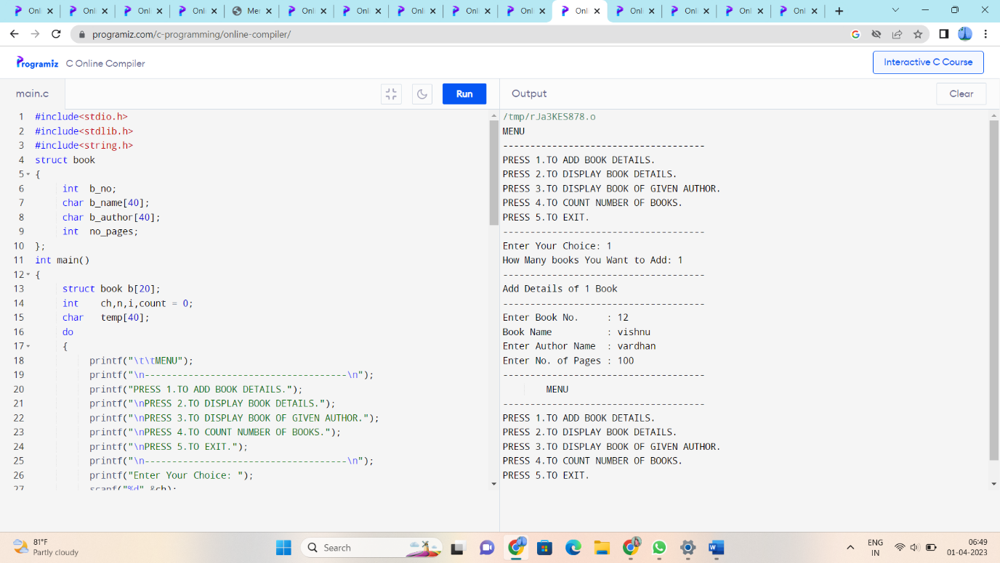 Onl
Onl
Onl
Onl
Me
Onl
Onl
Onl
Onl
Onl
Onl
Onl
Onl
Onl
Onl
programiz.com/c-programming/online-compiler/
Programiz C Online Compiler
Interactive C Course
main.c
Run
Output
Clear
1 #include<stdio.h>
2 #include<stdlib.h>
3 #include<string.h>
4 struct book
5 {
6 int b_no;
7 char b_name[40];
8 char b_author[40];
9 int no_pages;
10 };
11 int main()
12 {
13 struct book b[20];
14 int ch,n,i,count = 0;
15 char temp[40];
16 do
17 {
18 printf("\t\tMENU");
19 printf("\n-------------------------------------\n");
20 printf("PRESS 1.TO ADD BOOK DETAILS.");
21 printf("\nPRESS 2.TO DISPLAY BOOK DETAILS.");
22 printf("\nPRESS 3.TO DISPLAY BOOK OF GIVEN AUTHOR.");
23 printf("\nPRESS 4.TO COUNT NUMBER OF BOOKS.");
24 printf("\nPRESS 5.TO EXIT.");
25 printf("\n-------------------------------------\n");
26 printf("Enter Your Choice: ");
27 scanf("%d",&ch);
/tmp/rJa3KES878.o
MENU
-------------------------------------
PRESS 1.TO ADD BOOK DETAILS.
PRESS 2.TO DISPLAY BOOK DETAILS.
PRESS 3.TO DISPLAY BOOK OF GIVEN AUTHOR.
PRESS 4.TO COUNT NUMBER OF BOOKS.
PRESS 5.TO EXIT.
-------------------------------------
Enter Your Choice: 1
How Many books You Want to Add: 1
-------------------------------------
Add Details of 1 Book
-------------------------------------
Enter Book No. : 12
Book Name : vishnu
Enter Author Name : vardhan
Enter No. of Pages : 100
-------------------------------------
MENU
-------------------------------------
PRESS 1.TO ADD BOOK DETAILS.
PRESS 2.TO DISPLAY BOOK DETAILS.
PRESS 3.TO DISPLAY BOOK OF GIVEN AUTHOR.
PRESS 4.TO COUNT NUMBER OF BOOKS.
PRESS 5.TO EXIT.
81°F
Partly cloudy
Search
ENG
IN
06:49
01-04-2023